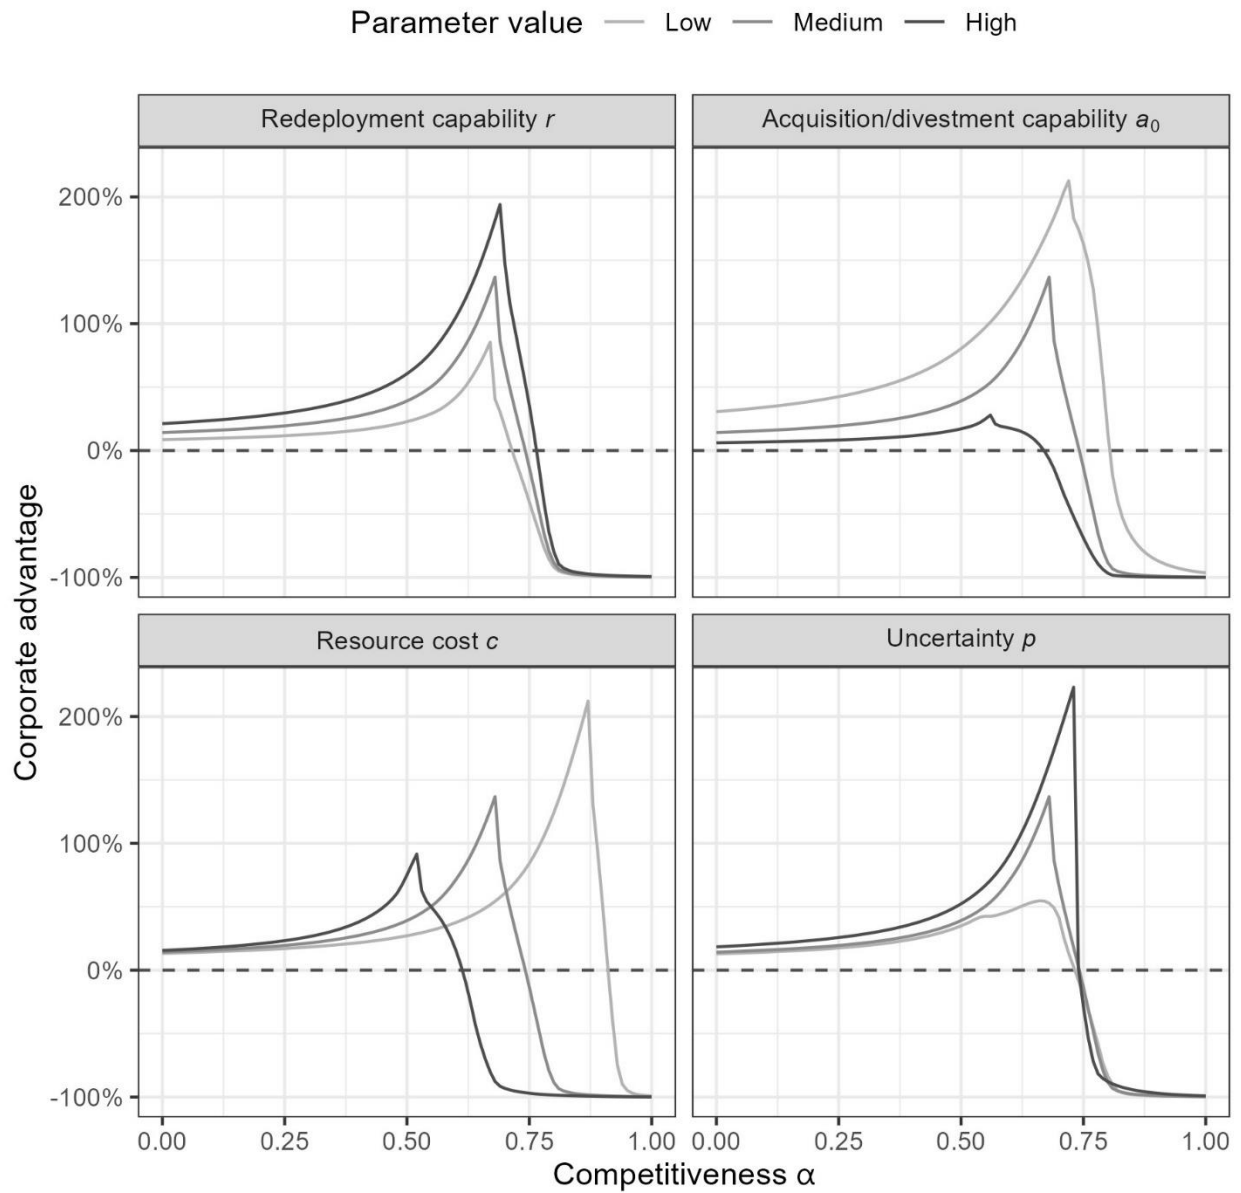 Parameter value Low Medium High
Redeployment capability r
Acquisition/divestment capability a₀
200%
100%
0%
-100%
Resource cost c
Uncertainty p
200%
100%
0%
-100%
Corporate advantage
0.00 0.25 0.50 0.75 1.00 0.00 0.25 0.50 0.75 1.00
Competitiveness α